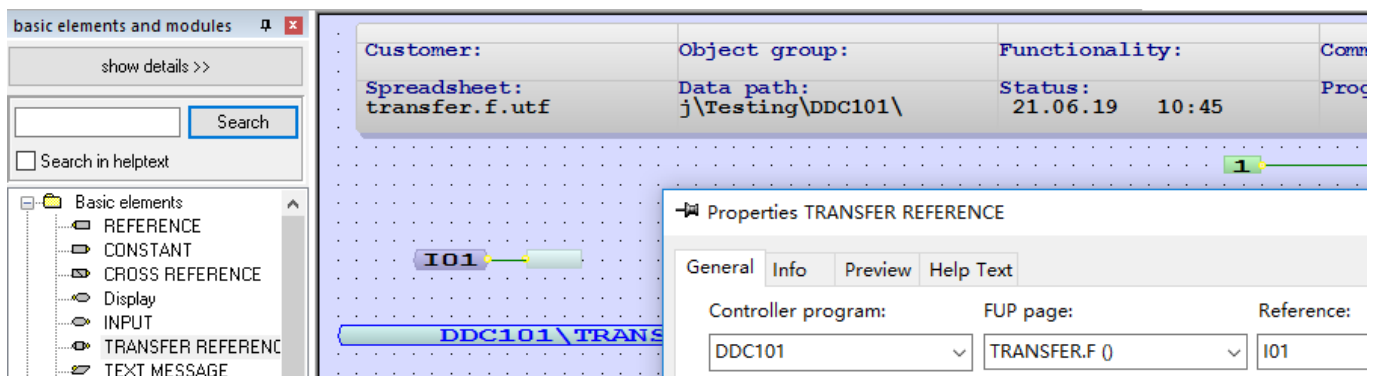 basic elements and modules
show details >>
Search
Search in helptext
Basic elements
REFERENCE
CONSTANT
CROSS REFERENCE
Display
INPUT
TRANSFER REFERENC
TEXT MESSAGE
Customer: Object group: Functionality: Comm
Spreadsheet: Data path: Status: Prog
transfer.f.utf j\Testing\DDC101\ 21.06.19 10:45
1
I01
DDC101\TRANS
Properties TRANSFER REFERENCE
General Info Preview Help Text
Controller program: FUP page: Reference:
DDC101 TRANSFER.F () I01